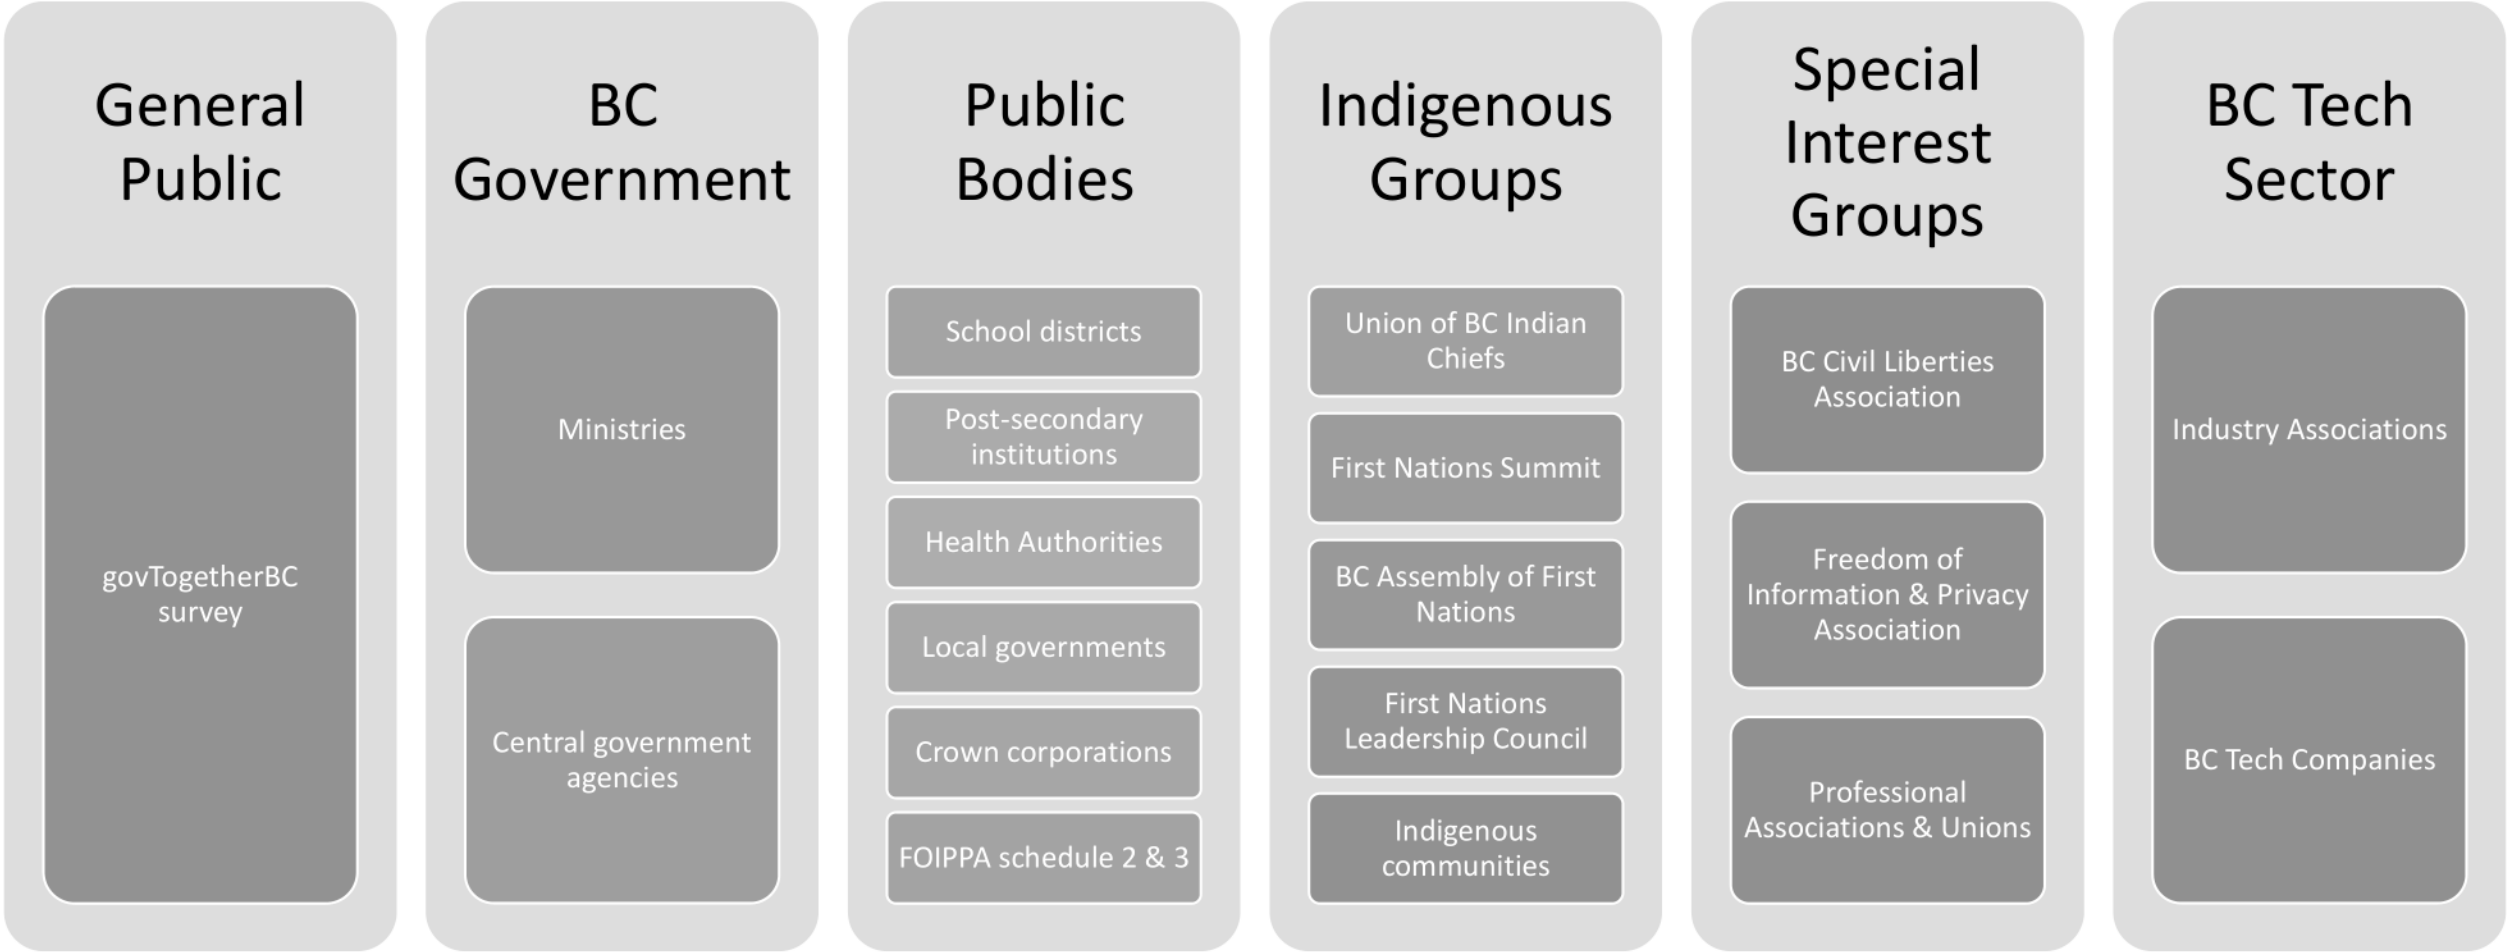 General
Public
govTogetherBC
survey
BC
Government
Ministries
Central government
agencies
Public
Bodies
School districts
Post-secondary
institutions
Health Authorities
Local governments
Crown corporations
FOIPPA schedule 2 & 3
Indigenous
Groups
Union of BC Indian
Chiefs
First Nations Summit
BC Assembly of First
Nations
First Nations
Leadership Council
Indigenous
communities
Special
Interest
Groups
BC Civil Liberties
Association
Freedom of
Information & Privacy
Association
Professional
Associations & Unions
BC Tech
Sector
Industry Associations
BC Tech Companies